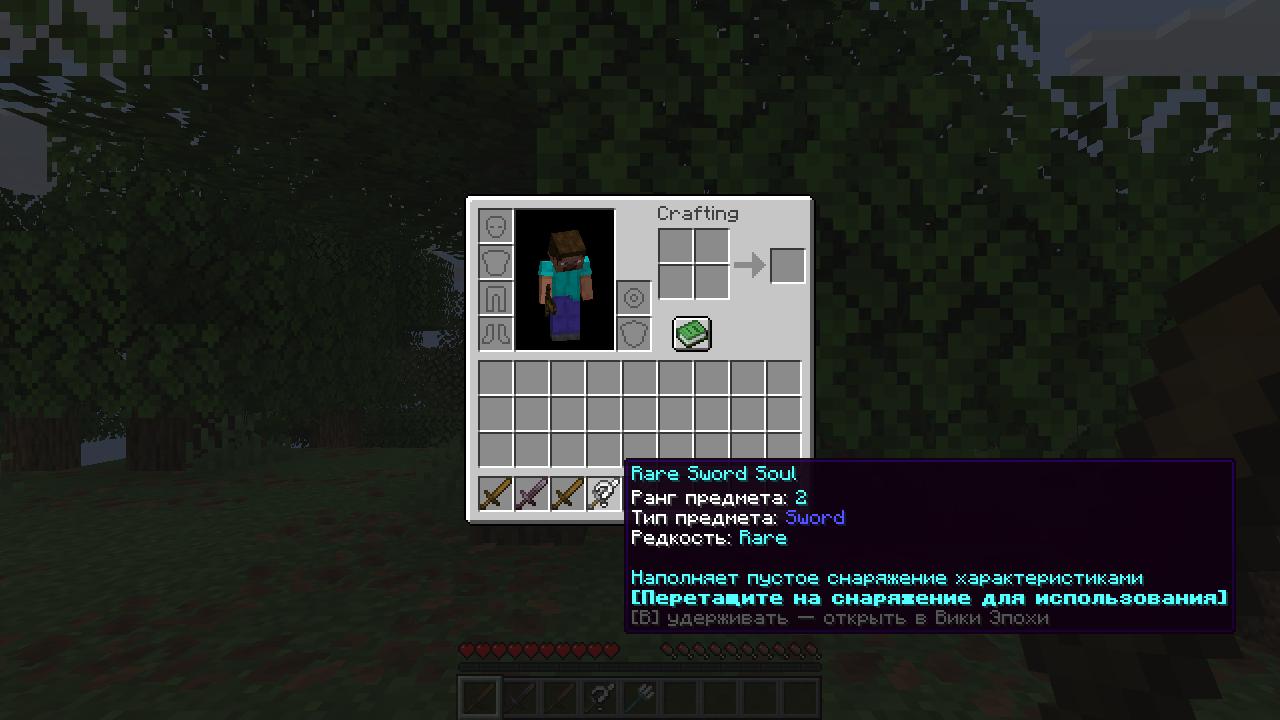 Crafting
Rare Sword Soul
Ранг предмета: 2
Тип предмета: Sword
Редкость: Rare
Наполняет пустое снаряжение характеристиками
[Перетащите на снаряжение для использования]
[B] удерживать — открыть в Вики Эпохи